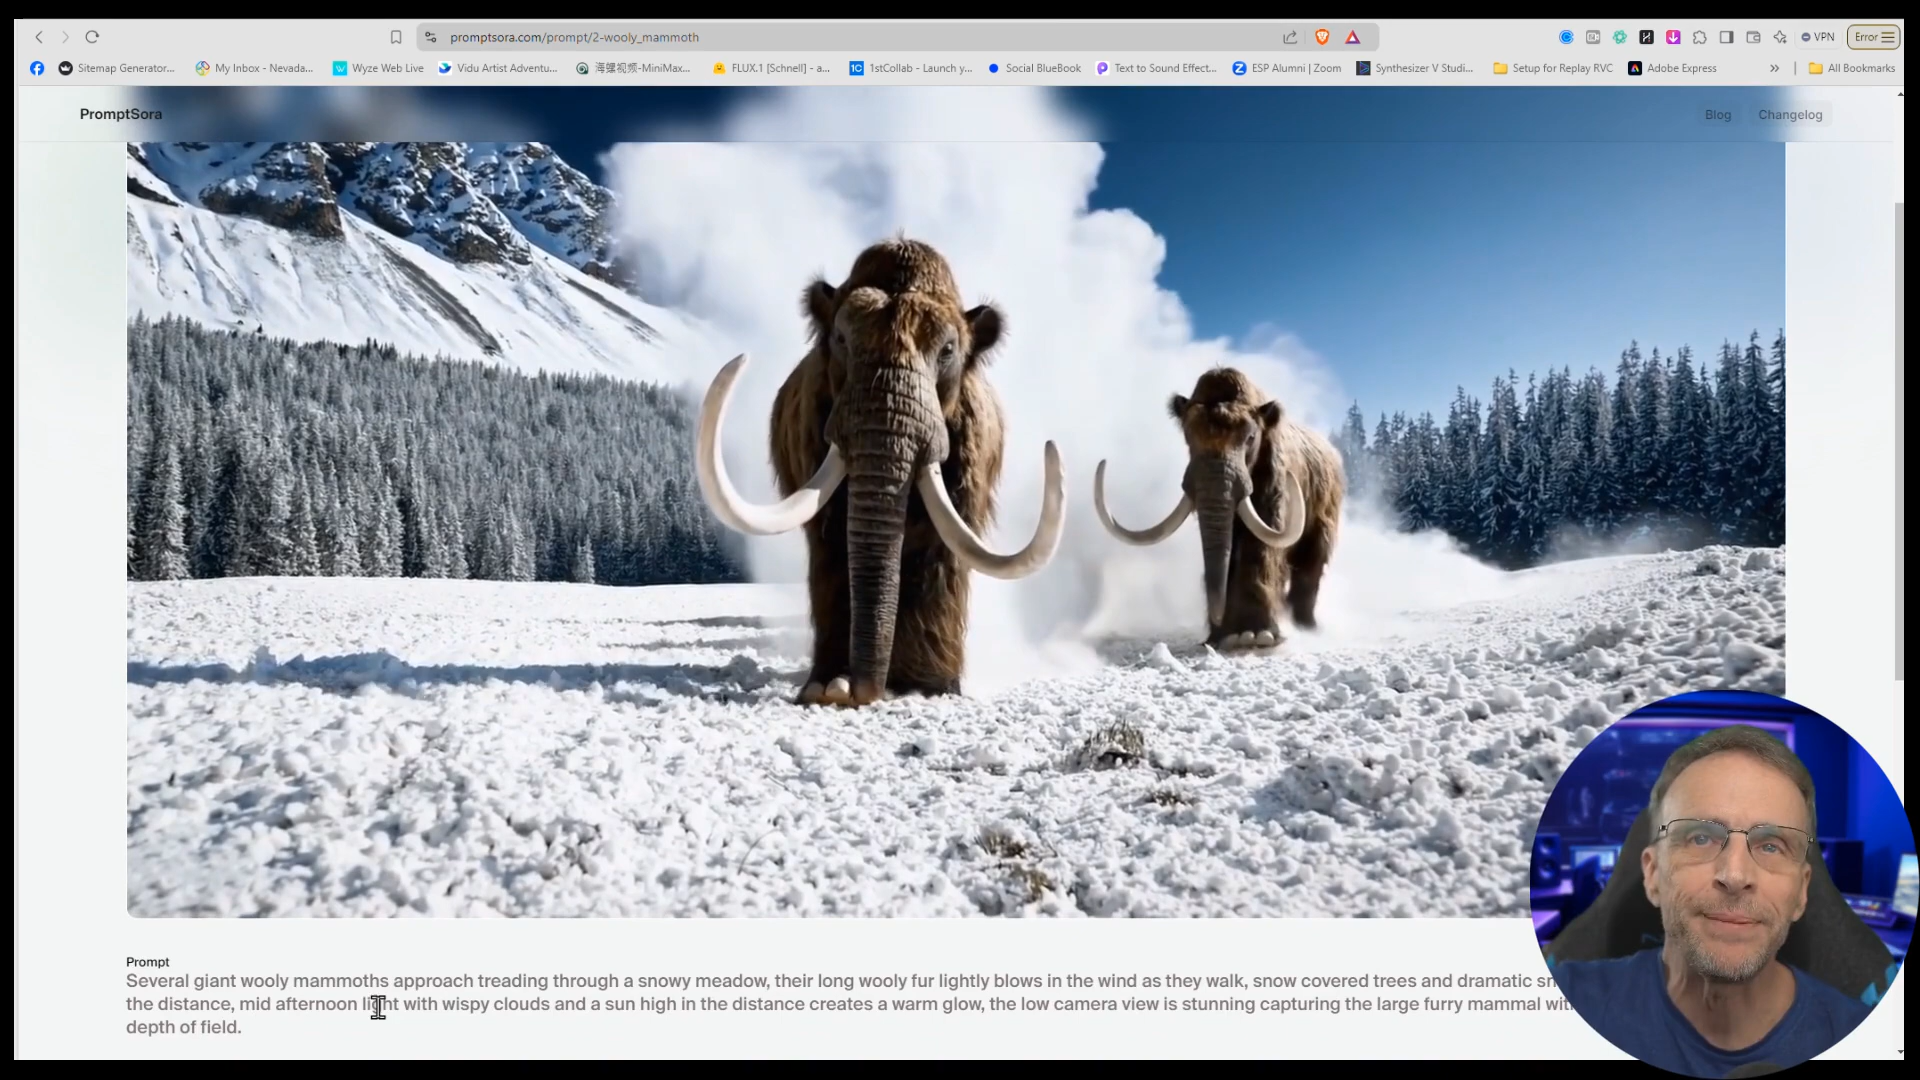 promptsora.com/prompt/2-wooly_mammoth
VPN
Error
Sitemap Generator...
My Inbox - Nevada...
Wyze Web Live
Vidu Artist Adventu...
海螺视频-MiniMax...
FLUX.1 [Schnell] - a...
1stCollab - Launch y...
Social BlueBook
Text to Sound Effect...
ESP Alumni | Zoom
Synthesizer V Studi...
Setup for Replay RVC
Adobe Express
All Bookmarks
PromptSora
Blog
Changelog
Prompt
Several giant wooly mammoths approach treading through a snowy meadow, their long wooly fur lightly blows in the wind as they walk, snow covered trees and dramatic
the distance, mid afternoon light with wispy clouds and a sun high in the distance creates a warm glow, the low camera view is stunning capturing the large furry mammal
depth of field.